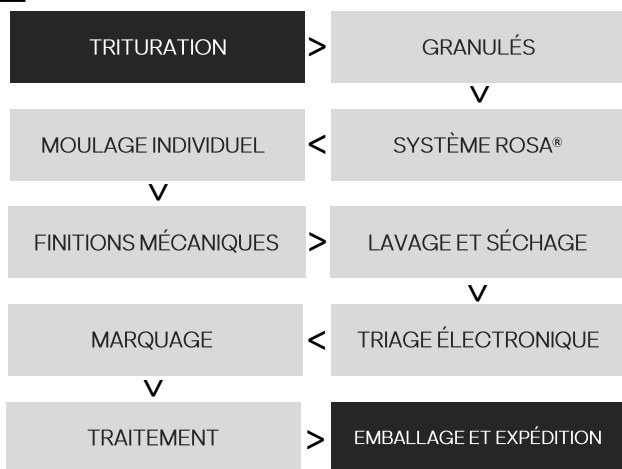 TRITURATION > GRANULÉS
>
MOULAGE INDIVIDUEL < SYSTÈME ROSA®
>
FINITIONS MÉCANIQUES > LAVAGE ET SÉCHAGE
>
MARQUAGE < TRIAGE ÉLECTRONIQUE
>
TRAITEMENT > EMBALLAGE ET EXPÉDITION